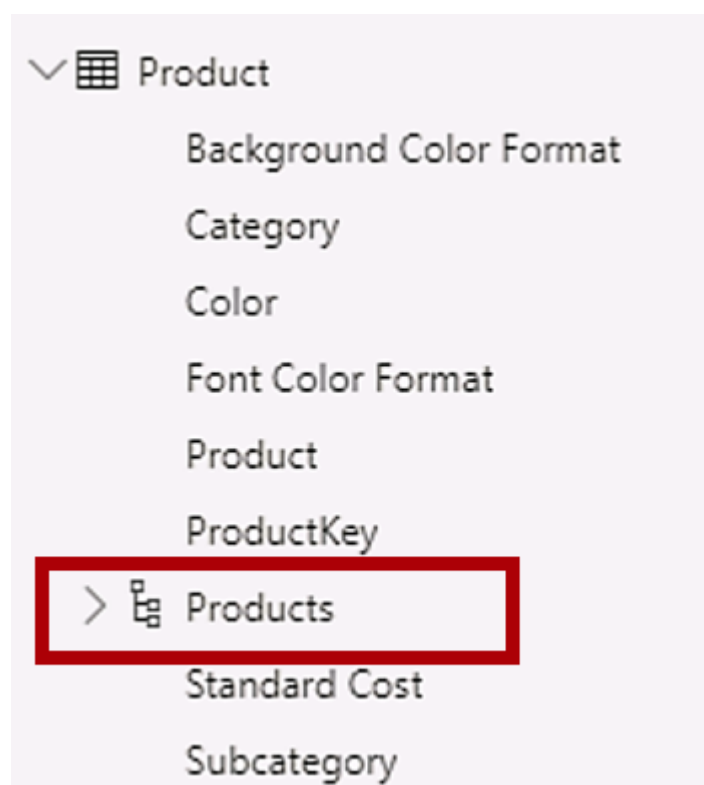 Product
Background Color Format
Category
Color
Font Color Format
Product
ProductKey
Products
Standard Cost
Subcategory